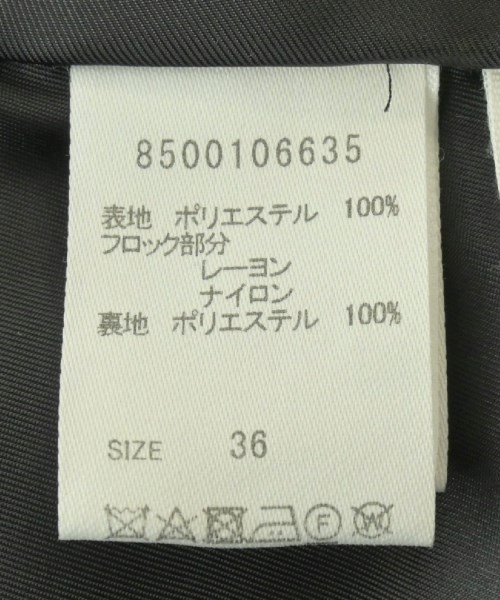 8500106635
表地 ポリエステル 100%
フロック部分
レーヨン
ナイロン
裏地 ポリエステル 100%
SIZE 36
F W